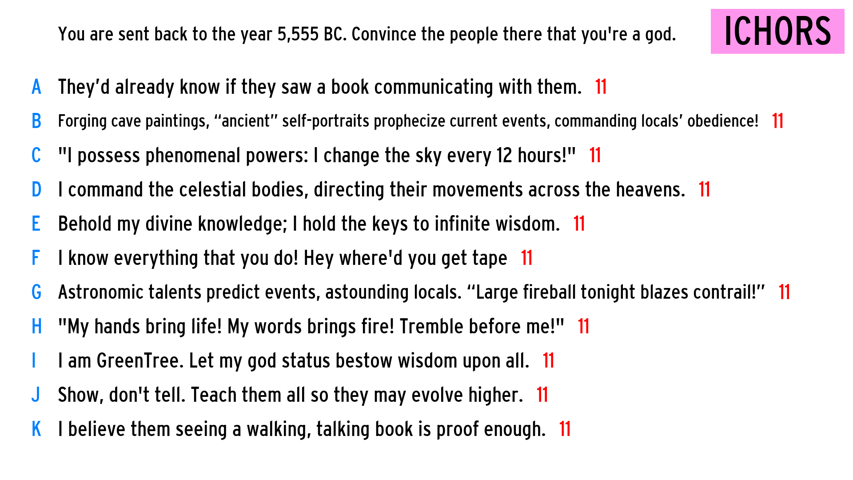 You are sent back to the year 5,555 BC. Convince the people there that you're a god.
ICHORS
A They’d already know if they saw a book communicating with them. 11
B Forging cave paintings, “ancient” self-portraits prophecize current events, commanding locals’ obedience! 11
C "I possess phenomenal powers: I change the sky every 12 hours!" 11
D I command the celestial bodies, directing their movements across the heavens. 11
E Behold my divine knowledge; I hold the keys to infinite wisdom. 11
F I know everything that you do! Hey where'd you get tape 11
G Astronomic talents predict events, astounding locals. “Large fireball tonight blazes contrail!” 11
H "My hands bring life! My words brings fire! Tremble before me!" 11
I I am GreenTree. Let my god status bestow wisdom upon all. 11
J Show, don't tell. Teach them all so they may evolve higher. 11
K I believe them seeing a walking, talking book is proof enough. 11